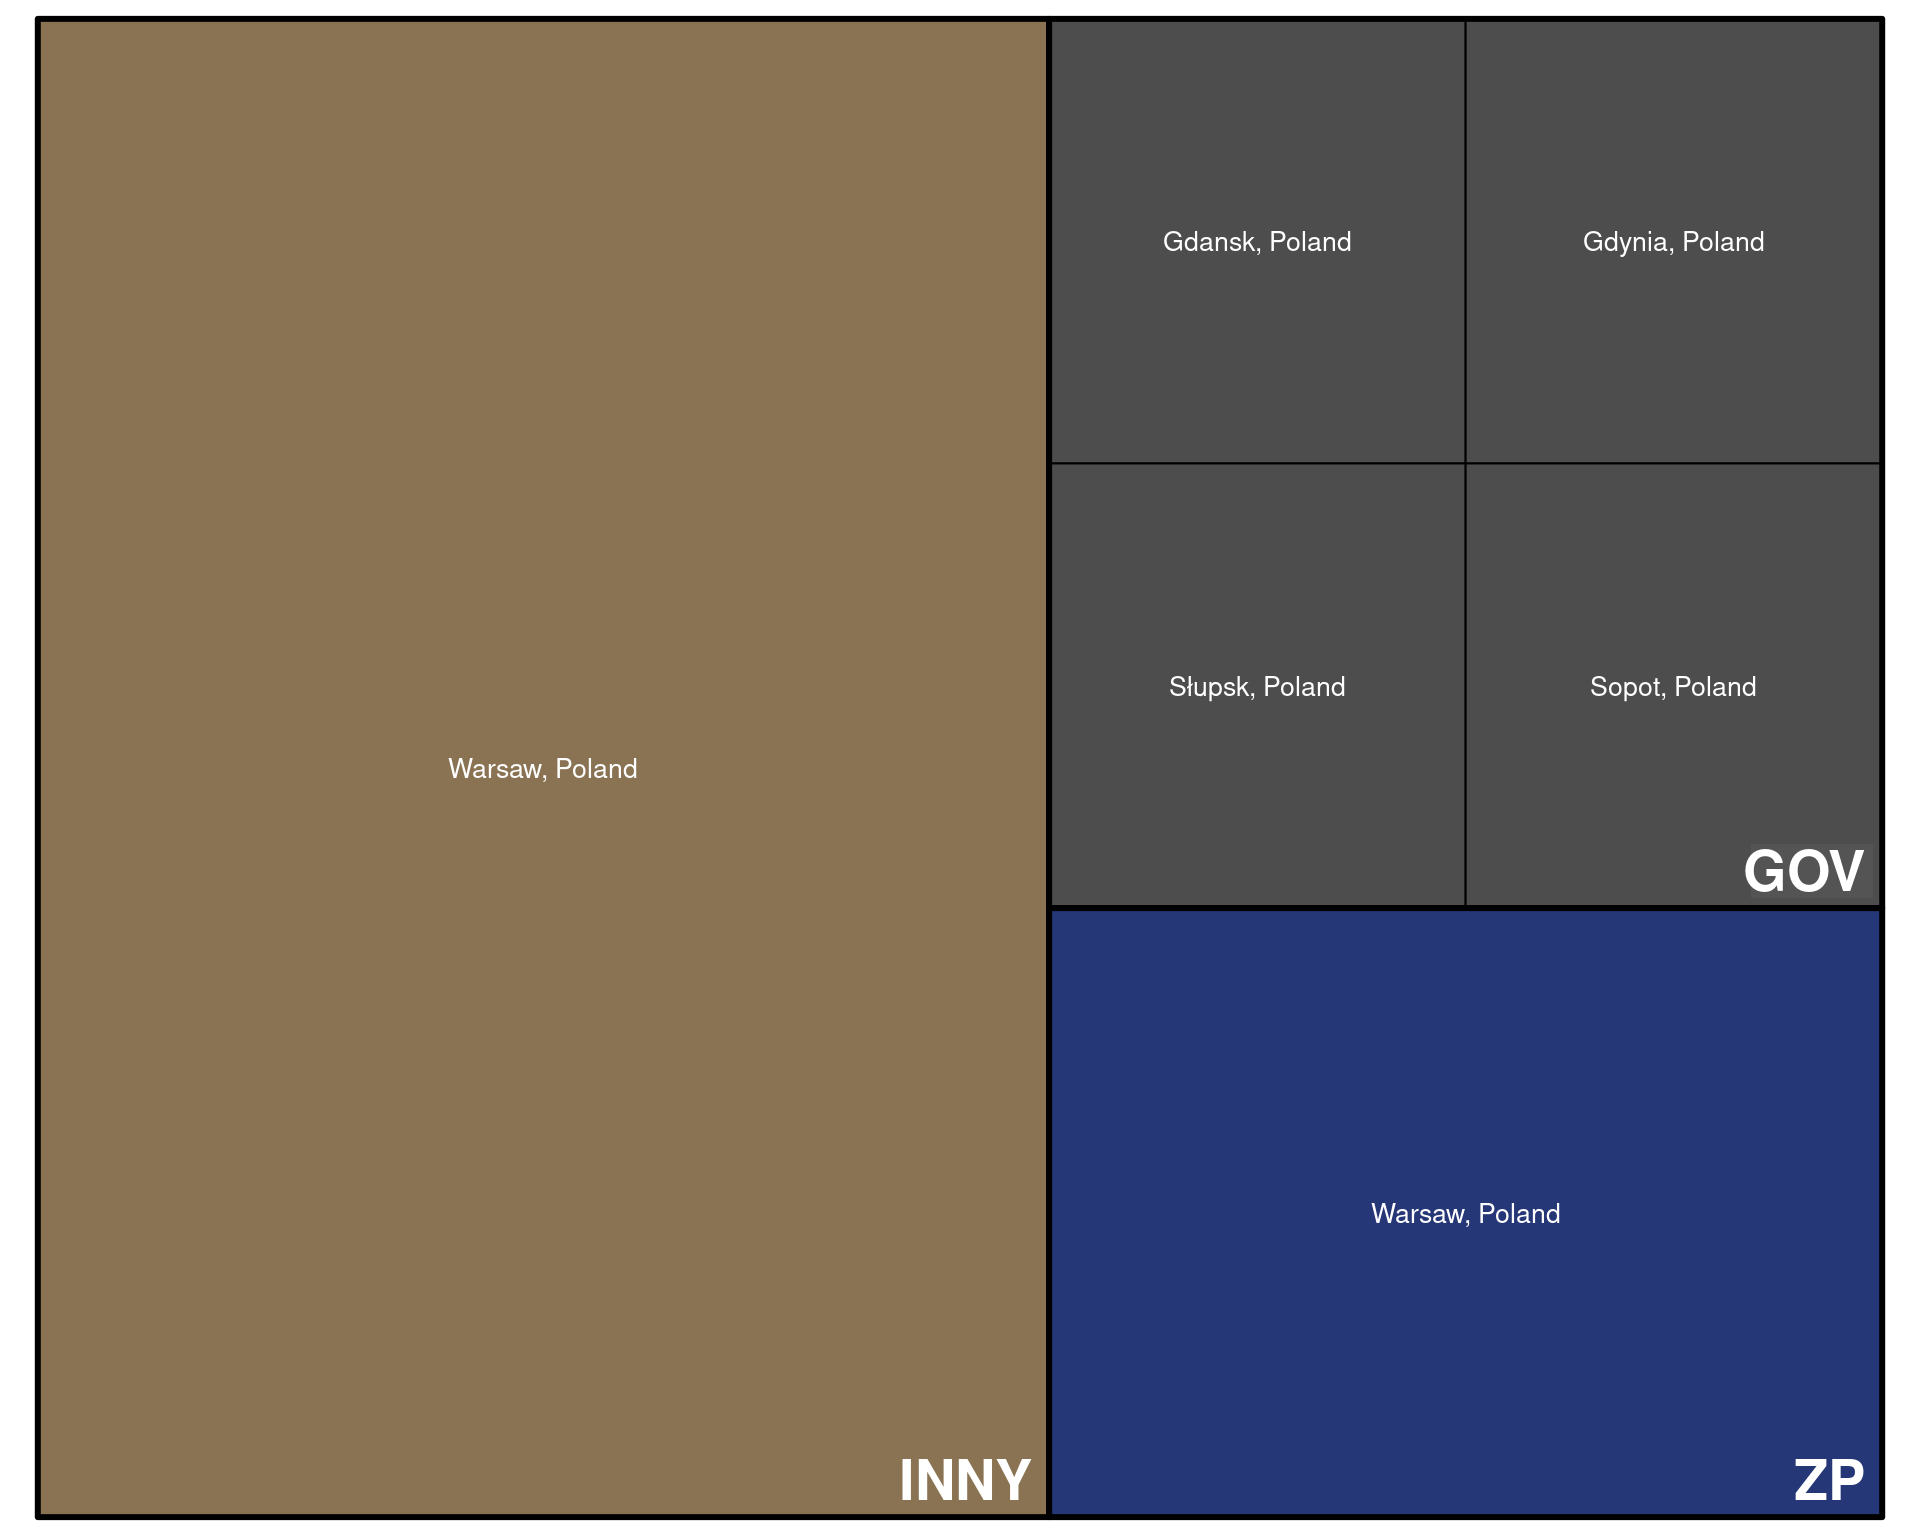 Gdansk, Poland
Gdynia, Poland
Słupsk, Poland
Sopot, Poland
Warsaw, Poland
GOV
Warsaw, Poland
INNY
ZP